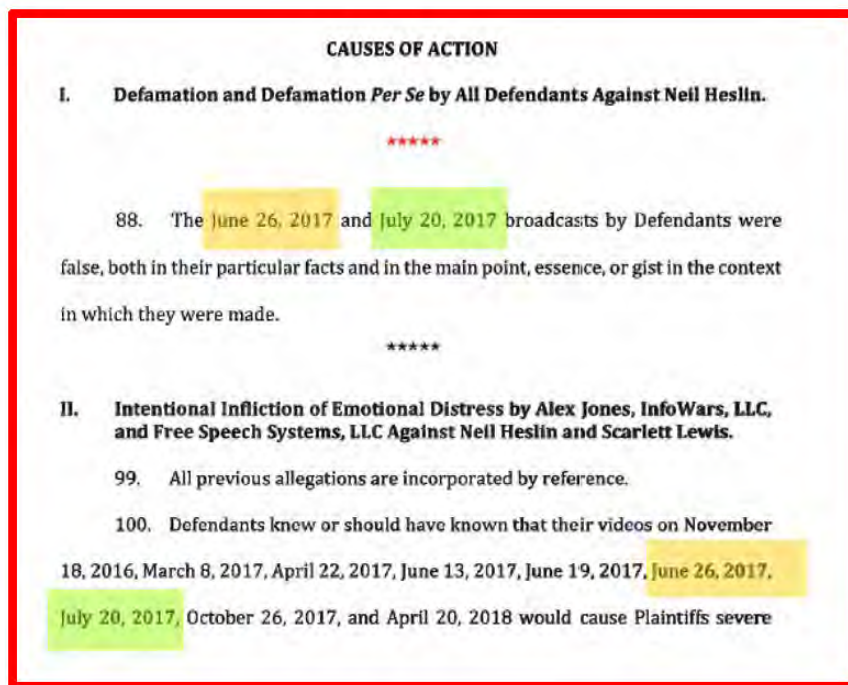 CAUSES OF ACTION
I. Defamation and Defamation Per Se by All Defendants Against Neil Heslin.
*****
88. The June 26, 2017 and July 20, 2017 broadcasts by Defendants were
false, both in their particular facts and in the main point, essence, or gist in the context
in which they were made.
*****
II. Intentional Infliction of Emotional Distress by Alex Jones, InfoWars, LLC,
and Free Speech Systems, LLC Against Neil Heslin and Scarlett Lewis.
99. All previous allegations are incorporated by reference.
100. Defendants knew or should have known that their videos on November
18, 2016, March 8, 2017, April 22, 2017, June 13, 2017, June 19, 2017, June 26, 2017,
July 20, 2017, October 26, 2017, and April 20, 2018 would cause Plaintiffs severe